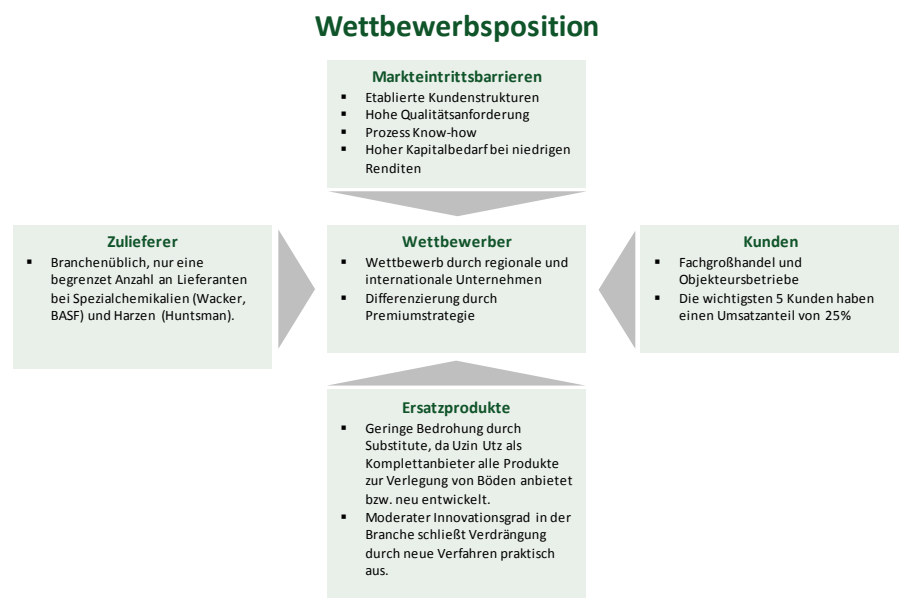 Wettbewerbsposition
Markteintrittsbarrieren
▪ Etablierte Kundenstrukturen
▪ Hohe Qualitätsanforderung
▪ Prozess Know-how
▪ Hoher Kapitalbedarf bei niedrigen
Renditen
Zulieferer
▪ Branchenüblich, nur eine
begrenzet Anzahl an Lieferanten
bei Spezialchemikalien (Wacker,
BASF) und Harzen (Huntsman).
Wettbewerber
▪ Wettbewerb durch regionale und
internationale Unternehmen
▪ Differenzierung durch
Premiumstrategie
Kunden
▪ Fachgroßhandel und
Objekteursbetriebe
▪ Die wichtigsten 5 Kunden haben
einen Umsatzanteil von 25%
Ersatzprodukte
▪ Geringe Bedrohung durch
Substitute, da Uzin Utz als
Komplettanbieter alle Produkte
zur Verlegung von Böden anbietet
bzw. neu entwickelt.
▪ Moderater Innovationsgrad in der
Branche schließt Verdrängung
durch neue Verfahren praktisch
aus.